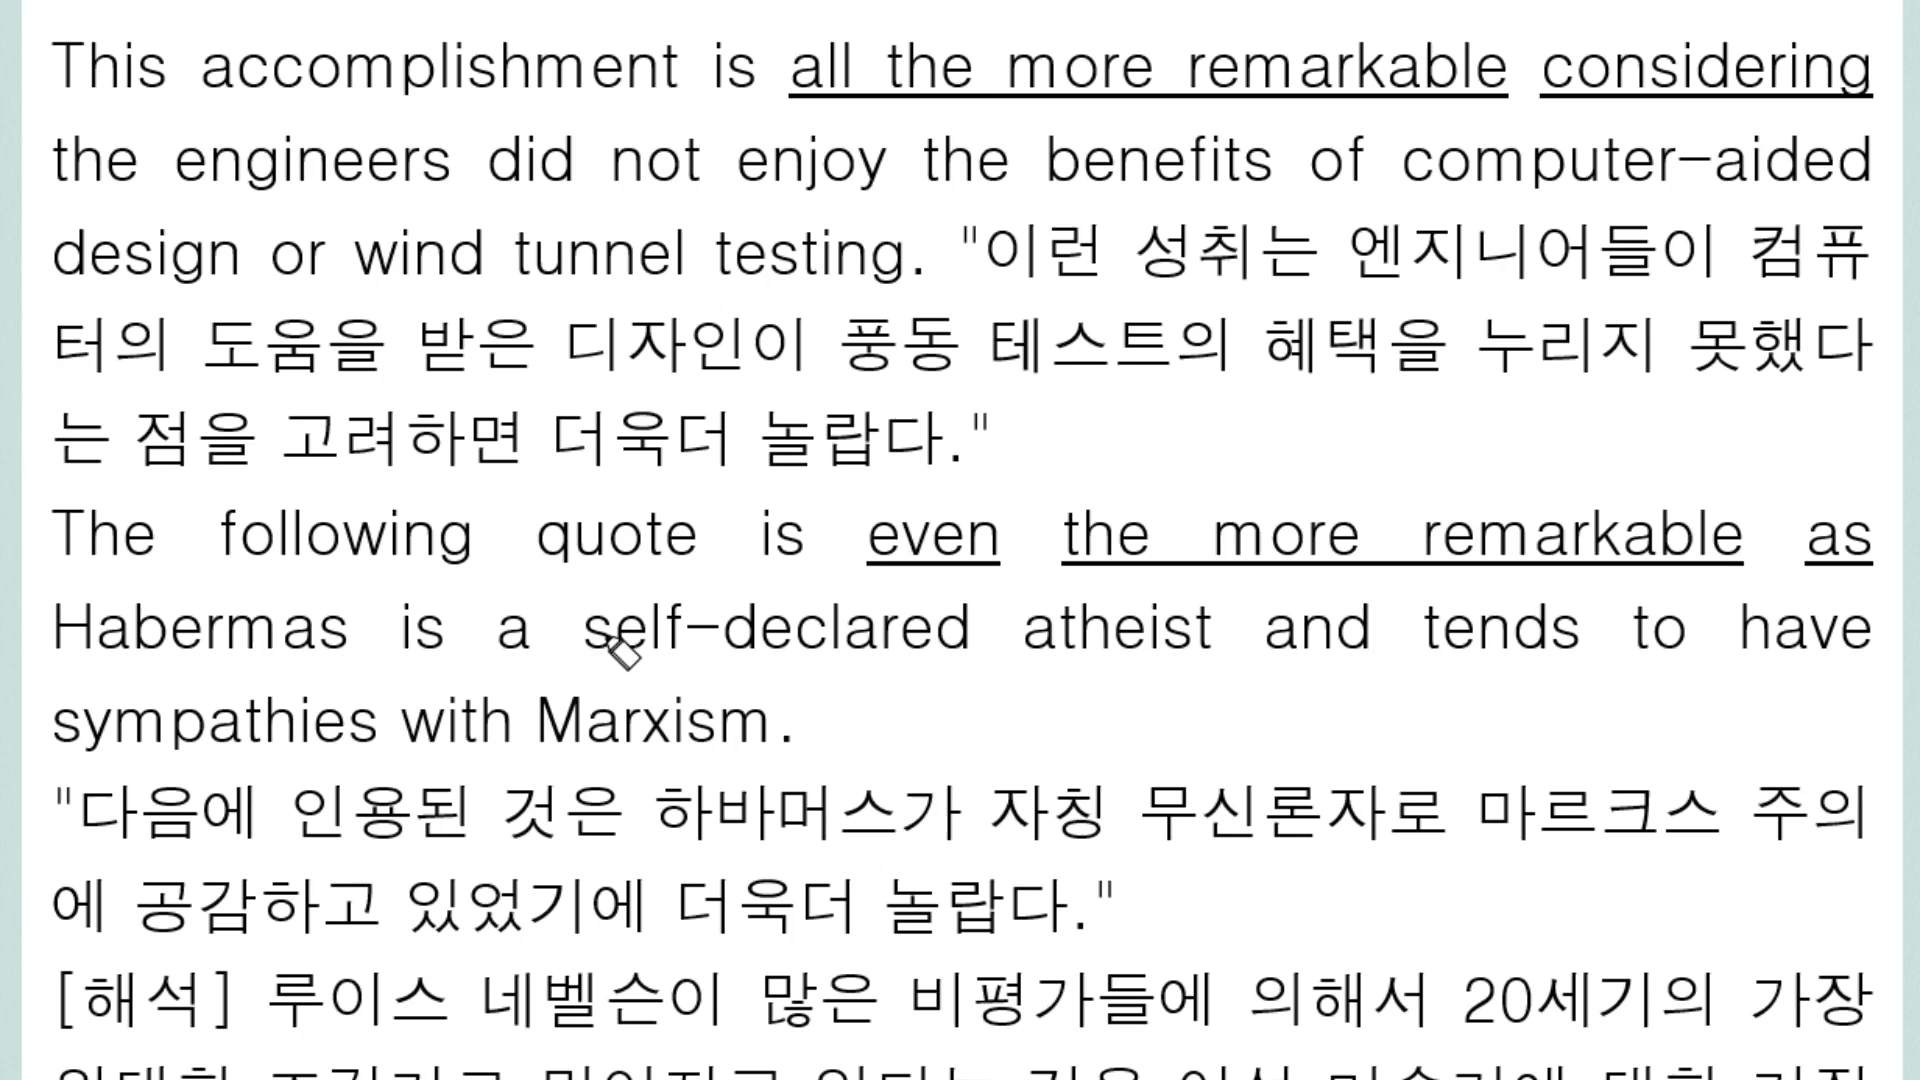 This accomplishment is all the more remarkable considering
the engineers did not enjoy the benefits of computer-aided
design or wind tunnel testing. "이런 성취는 엔지니어들이 컴퓨
터의 도움을 받은 디자인이 풍동 테스트의 혜택을 누리지 못했다
는 점을 고려하면 더욱더 놀랍다."
The following quote is even the more remarkable as
Habermas is a self-declared atheist and tends to have
sympathies with Marxism.
"다음에 인용된 것은 하바머스가 자칭 무신론자로 마르크스 주의
에 공감하고 있었기에 더욱더 놀랍다."
[해석] 루이스 네벨슨이 많은 비평가들에 의해서 20세기의 가장